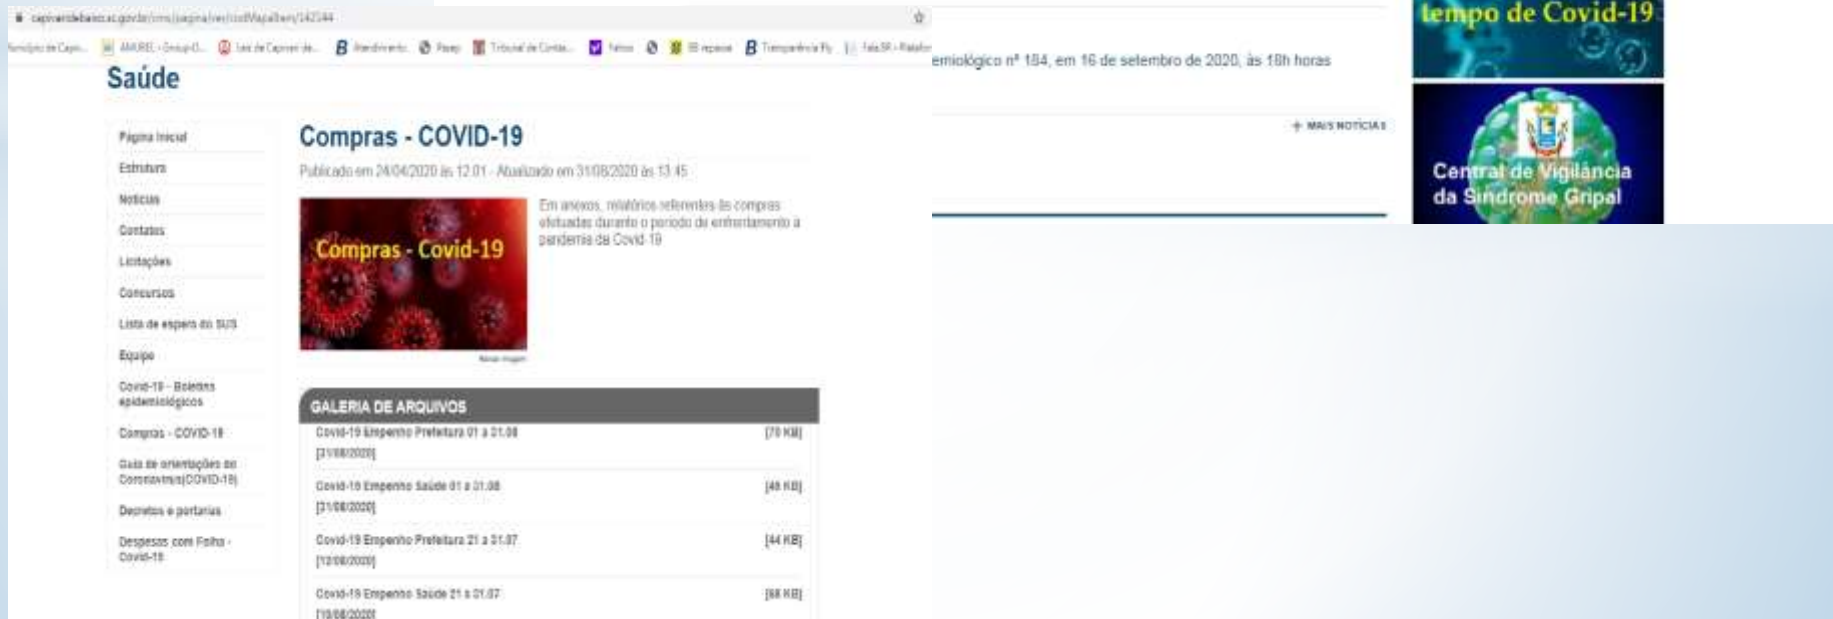 Saúde
Página Inicial
Estrutura
Notícias
Contatos
Licitações
Concursos
Lista de espera do SUS
Equipe
Covid-19 - Boletins
epidemiológicos
Compras - COVID-19
Guia de orientações do
Coronavírus(COVID-19)
Decretos e portarias
Despesas com Folha -
Covid-19
Compras - COVID-19
Publicado em 24/04/2020 às 12:01 - Atualizado em 31/08/2020 às 13:45
Compras - Covid-19
Em anexos, relatórios referentes às compras
efetuadas durante o período de enfrentamento a
pandemia da Covid-19
Baixar Imagem
GALERIA DE ARQUIVOS
Covid-19 Empenho Prefeitura 01 a 31.08 [70 KB]
[31/08/2020]
Covid-19 Empenho Saúde 01 a 31.08 [48 KB]
[31/08/2020]
Covid-19 Empenho Prefeitura 21 a 31.07 [44 KB]
[12/08/2020]
Covid-19 Empenho Saúde 21 a 31.07 [68 KB]
emiológico nº 184, em 16 de setembro de 2020, às 18h horas
+ MAIS NOTÍCIAS
tempo de Covid-19
Central de Vigilância
da Síndrome Gripal